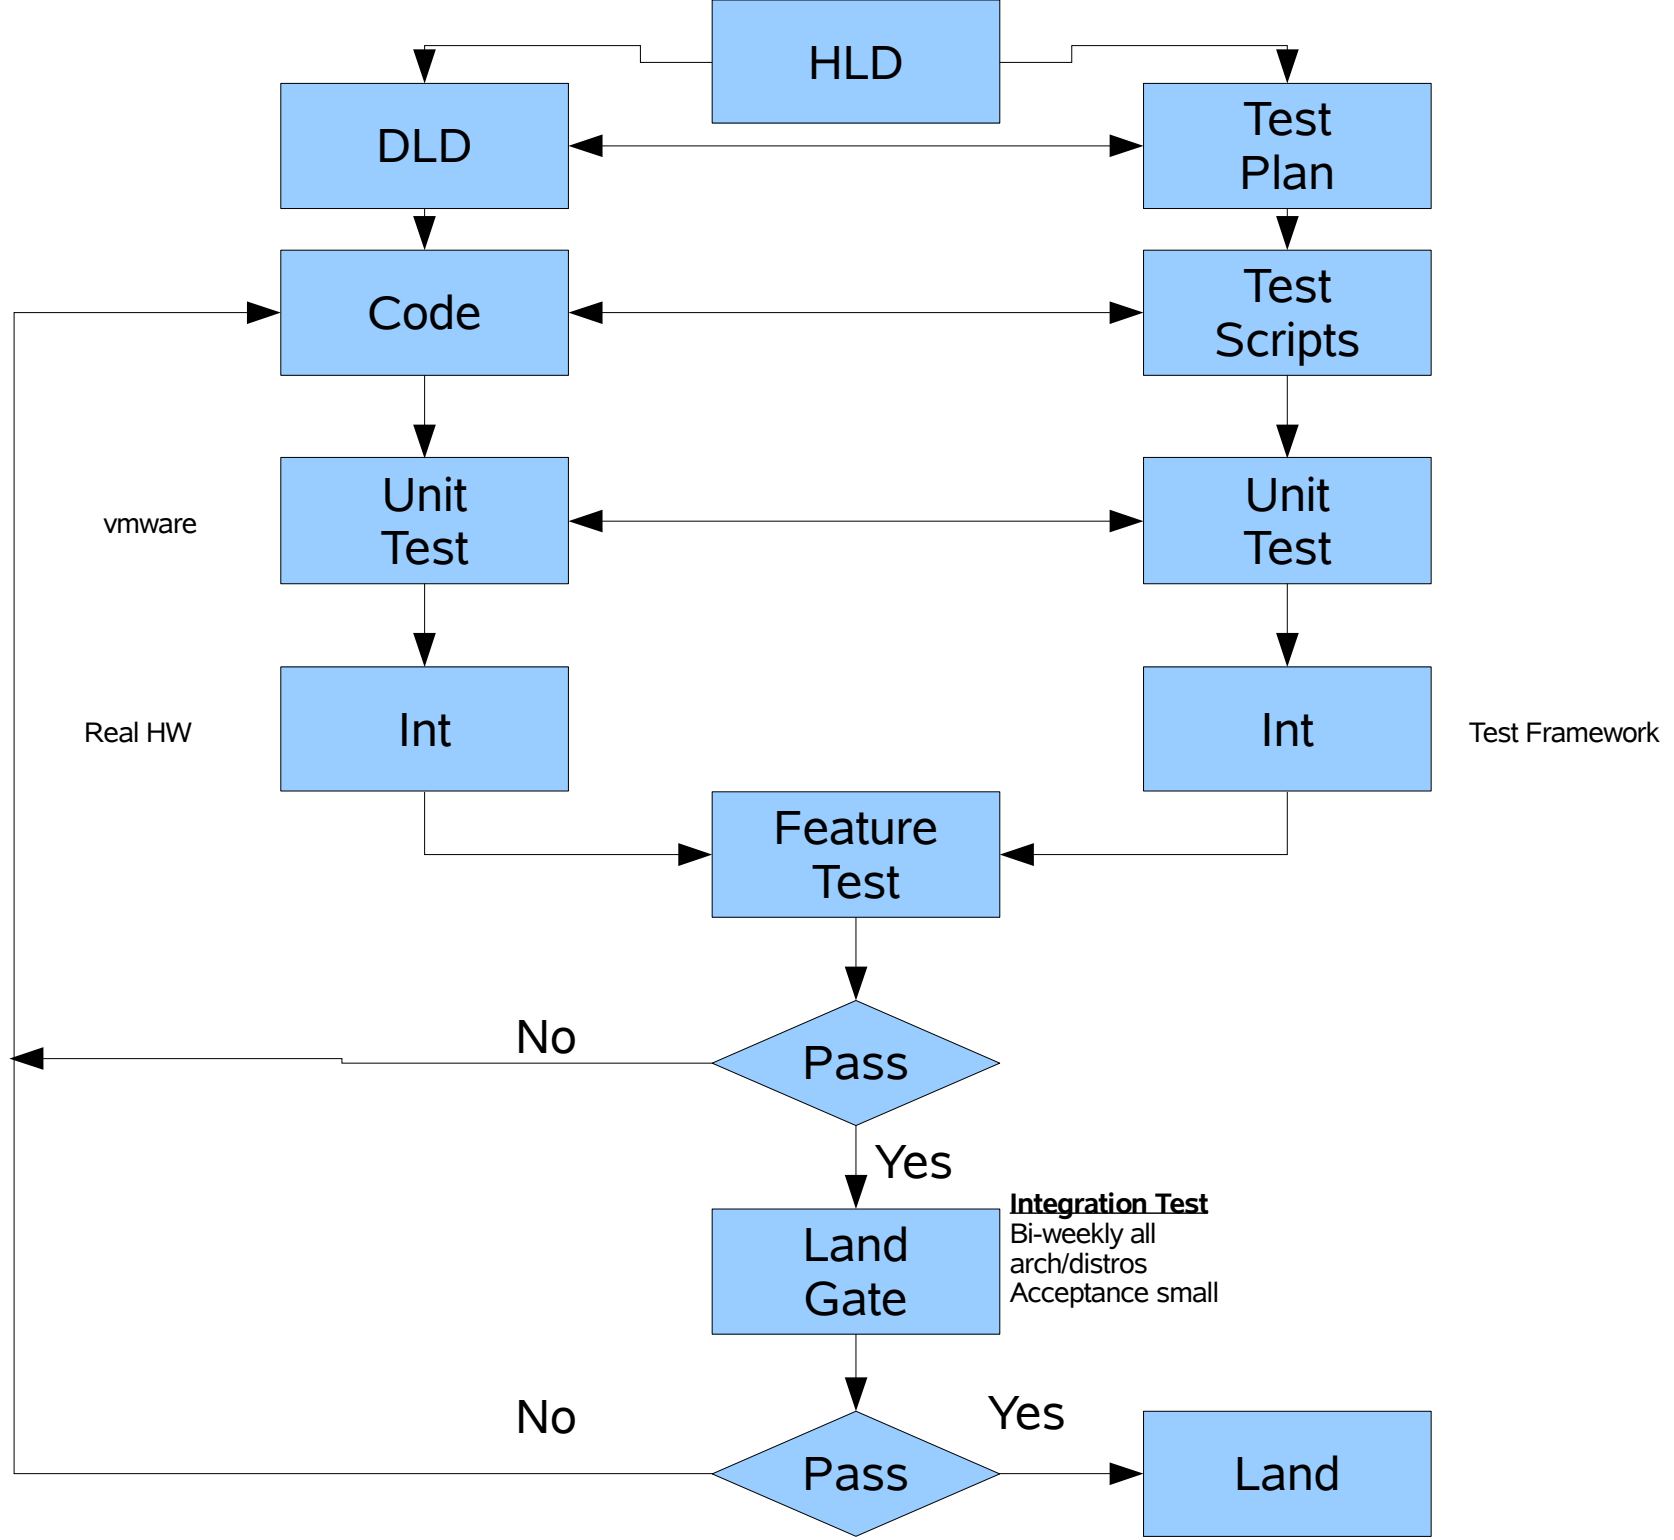 HLD
DLD
Test
Plan
Code
Test
Scripts
vmware
Unit
Test
Unit
Test
Real HW
Int
Int
Test Framework
Feature
Test
No
Pass
Yes
Land
Gate
Integration Test
Bi-weekly all
arch/distros
Acceptance small
No
Pass
Yes
Land